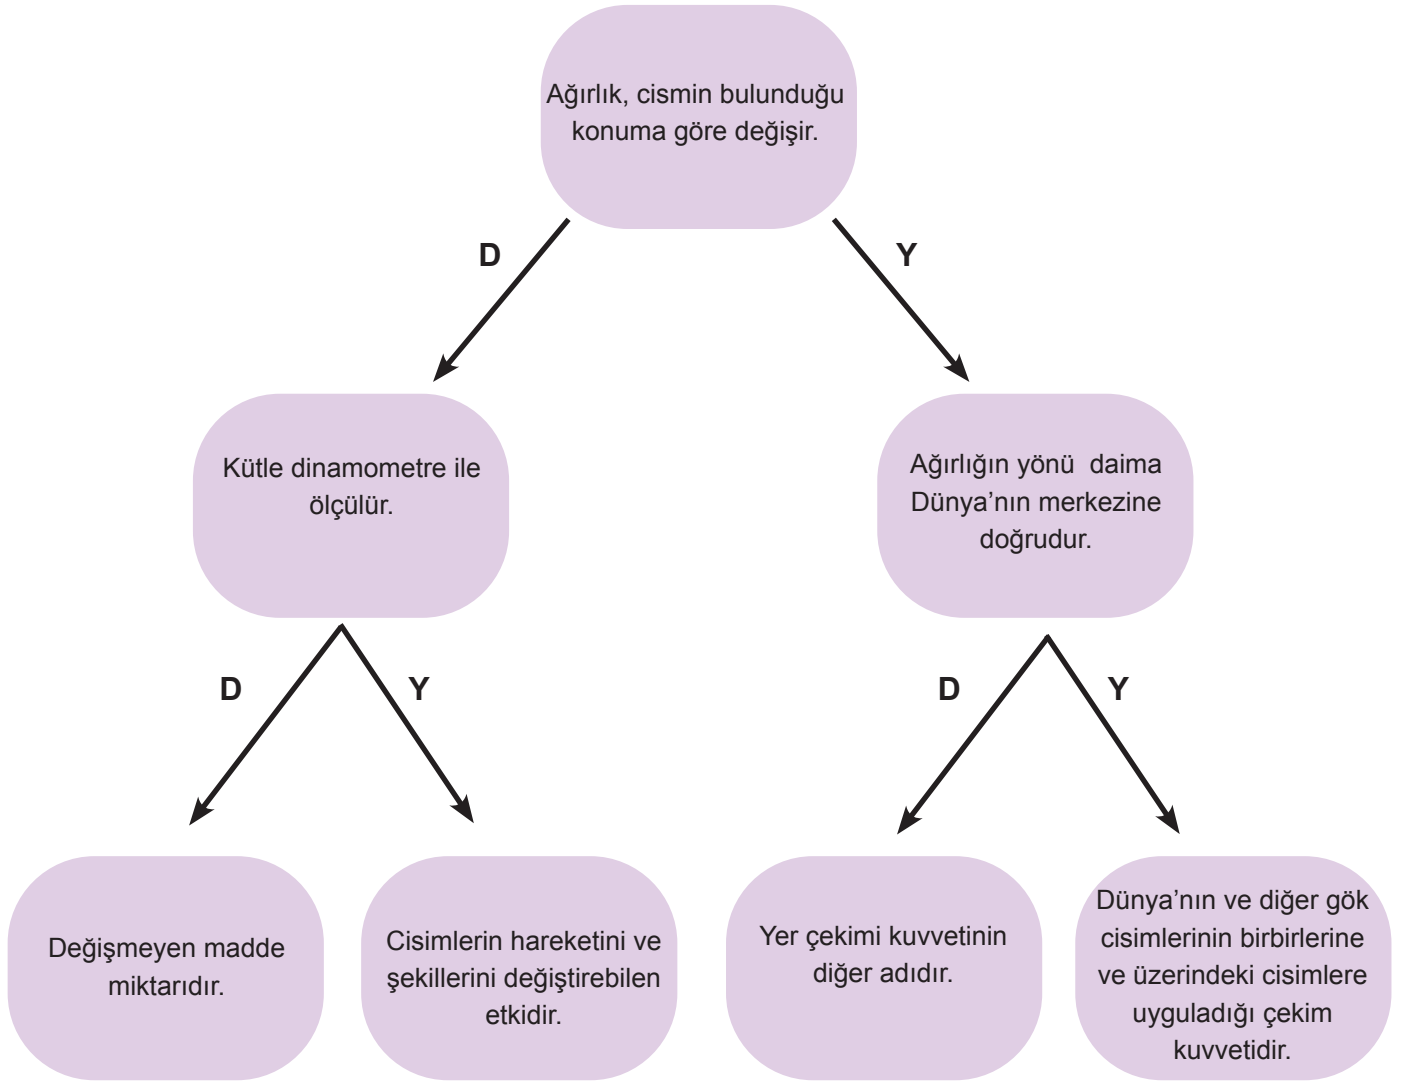 Ağırlık, cismin bulunduğu
konuma göre değişir.
D
Y
Kütle dinamometre ile
ölçülür.
Ağırlığın yönü  daima
Dünya’nın merkezine
doğrudur.
D
Y
D
Y
Değişmeyen madde
miktarıdır.
Cisimlerin hareketini ve
şekillerini değiştirebilen
etkidir.
Yer çekimi kuvvetinin
diğer adıdır.
Dünya’nın ve diğer gök
cisimlerinin birbirlerine
ve üzerindeki cisimlere
uyguladığı çekim
kuvvetidir.